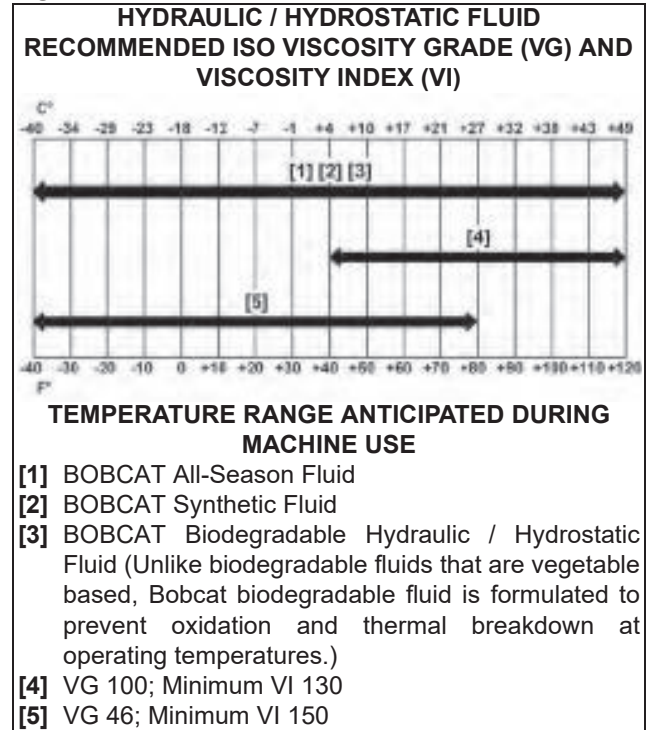 HYDRAULIC / HYDROSTATIC FLUID
RECOMMENDED ISO VISCOSITY GRADE (VG) AND
VISCOSITY INDEX (VI)
C°
-40 -34 -29 -23 -18 -12 -7 -1 +4 +10 +17 +21 +27 +32 +38 +43 +49
[1] [2] [3]
[4]
[5]
-40 -30 -20 -10 0 +10 +20 +30 +40 +50 +60 +70 +80 +90 +100 +110 +120
F°
TEMPERATURE RANGE ANTICIPATED DURING
MACHINE USE
[1] BOBCAT All-Season Fluid
[2] BOBCAT Synthetic Fluid
[3] BOBCAT Biodegradable Hydraulic / Hydrostatic
Fluid (Unlike biodegradable fluids that are vegetable
based, Bobcat biodegradable fluid is formulated to
prevent oxidation and thermal breakdown at
operating temperatures.)
[4] VG 100; Minimum VI 130
[5] VG 46; Minimum VI 150